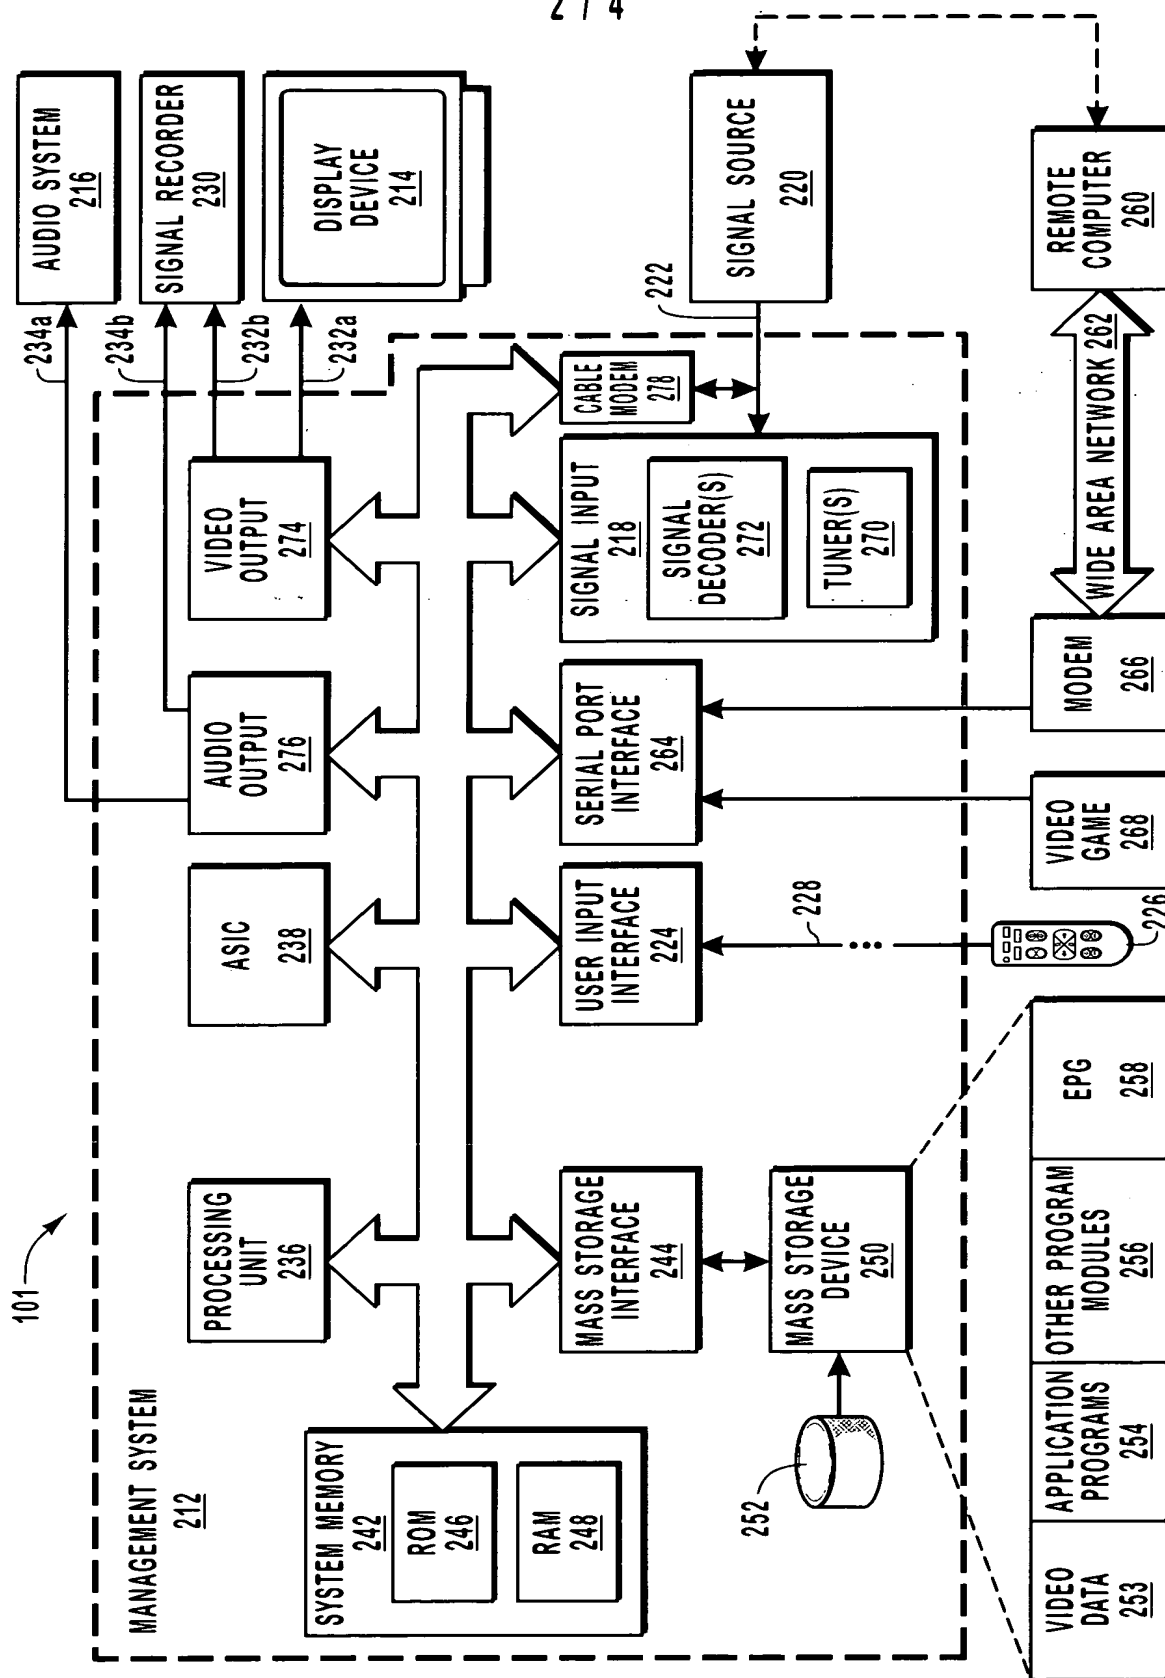 2 / 4
101
MANAGEMENT SYSTEM
212
AUDIO SYSTEM
216
SIGNAL RECORDER
230
DISPLAY
DEVICE
214
234a
234b
232b
232a
PROCESSING
UNIT
236
ASIC
238
AUDIO
OUTPUT
276
VIDEO
OUTPUT
274
SYSTEM MEMORY
242
ROM
246
RAM
248
MASS STORAGE
INTERFACE
244
USER INPUT
INTERFACE
224
SERIAL PORT
INTERFACE
264
SIGNAL INPUT
218
SIGNAL
DECODER(S)
272
TUNER(S)
270
CABLE
MODEM
278
222
SIGNAL SOURCE
220
252
MASS STORAGE
DEVICE
250
228
226
VIDEO
DATA
253
APPLICATION
PROGRAMS
254
OTHER PROGRAM
MODULES
256
EPG
258
VIDEO
GAME
268
MODEM
266
WIDE AREA NETWORK 262
REMOTE
COMPUTER
260